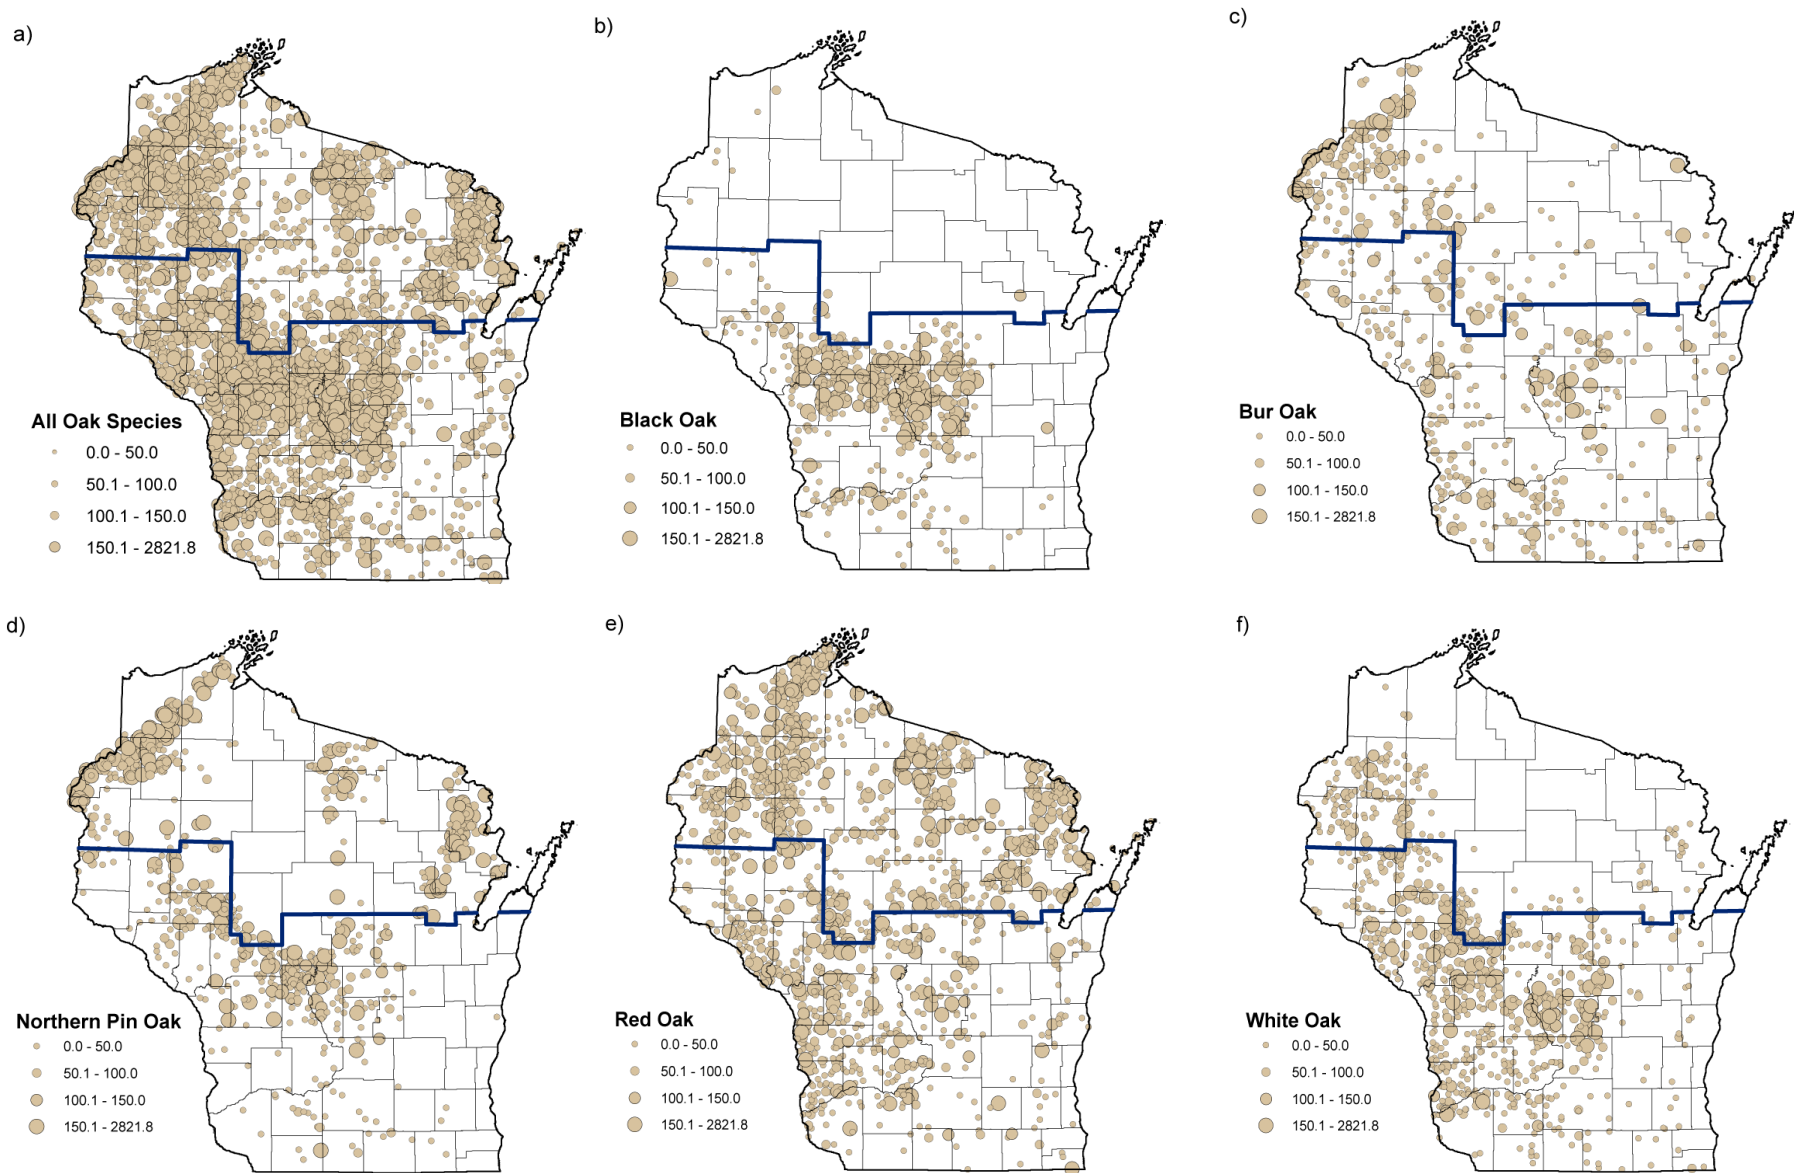 a)
All Oak Species
0.0 - 50.0
50.1 - 100.0
100.1 - 150.0
150.1 - 2821.8
b)
Black Oak
0.0 - 50.0
50.1 - 100.0
100.1 - 150.0
150.1 - 2821.8
c)
Bur Oak
0.0 - 50.0
50.1 - 100.0
100.1 - 150.0
150.1 - 2821.8
d)
Northern Pin Oak
0.0 - 50.0
50.1 - 100.0
100.1 - 150.0
150.1 - 2821.8
e)
Red Oak
0.0 - 50.0
50.1 - 100.0
100.1 - 150.0
150.1 - 2821.8
f)
White Oak
0.0 - 50.0
50.1 - 100.0
100.1 - 150.0
150.1 - 2821.8